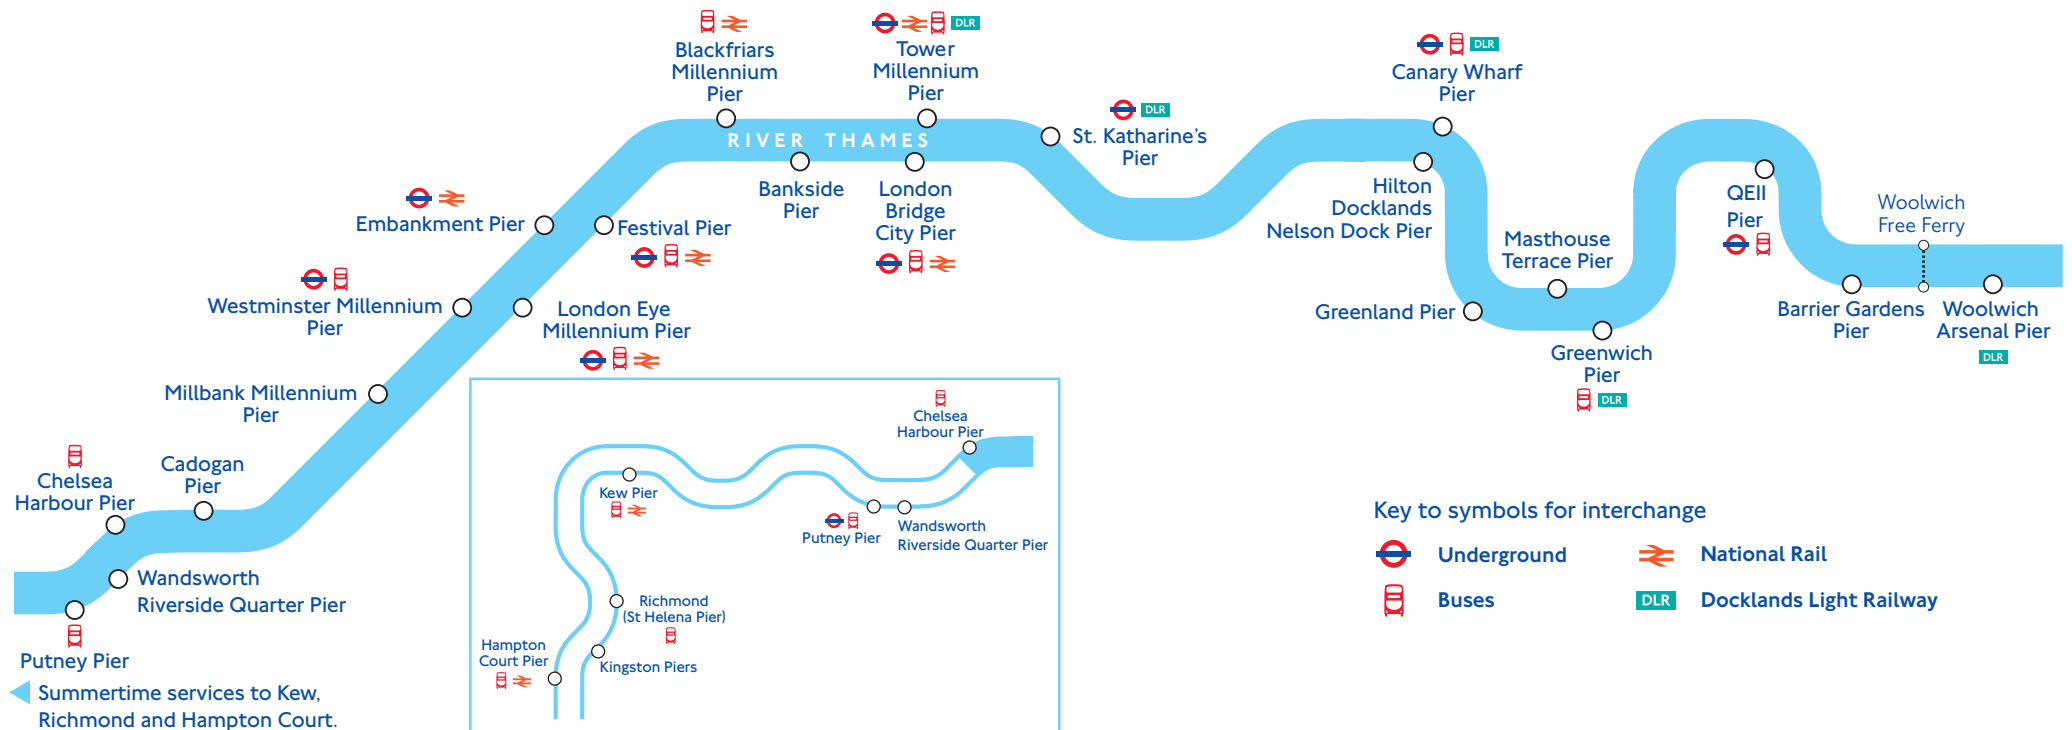 Blackfriars
Millennium
Pier
DLR
Tower
Millennium
Pier
DLR
Canary Wharf
Pier
DLR
St. Katharine's
Pier
RIVER THAMES
Bankside
Pier
London
Bridge
City Pier
Hilton
Docklands
Nelson Dock Pier
QEII
Pier
Woolwich
Free Ferry
Embankment Pier
Festival Pier
Masthouse
Terrace Pier
Westminster Millennium
Pier
London Eye
Millennium Pier
Greenland Pier
Barrier Gardens
Pier
Woolwich
Arsenal Pier
DLR
Greenwich
Pier
DLR
Millbank Millennium
Pier
Cadogan
Pier
Chelsea
Harbour Pier
Wandsworth
Riverside Quarter Pier
Putney Pier
Summertime services to Kew,
Richmond and Hampton Court.
Chelsea
Harbour Pier
Kew Pier
Putney Pier
Wandsworth
Riverside Quarter Pier
Richmond
(St Helena Pier)
Hampton
Court Pier
Kingston Piers
Key to symbols for interchange
Underground
National Rail
Buses
DLR
Docklands Light Railway